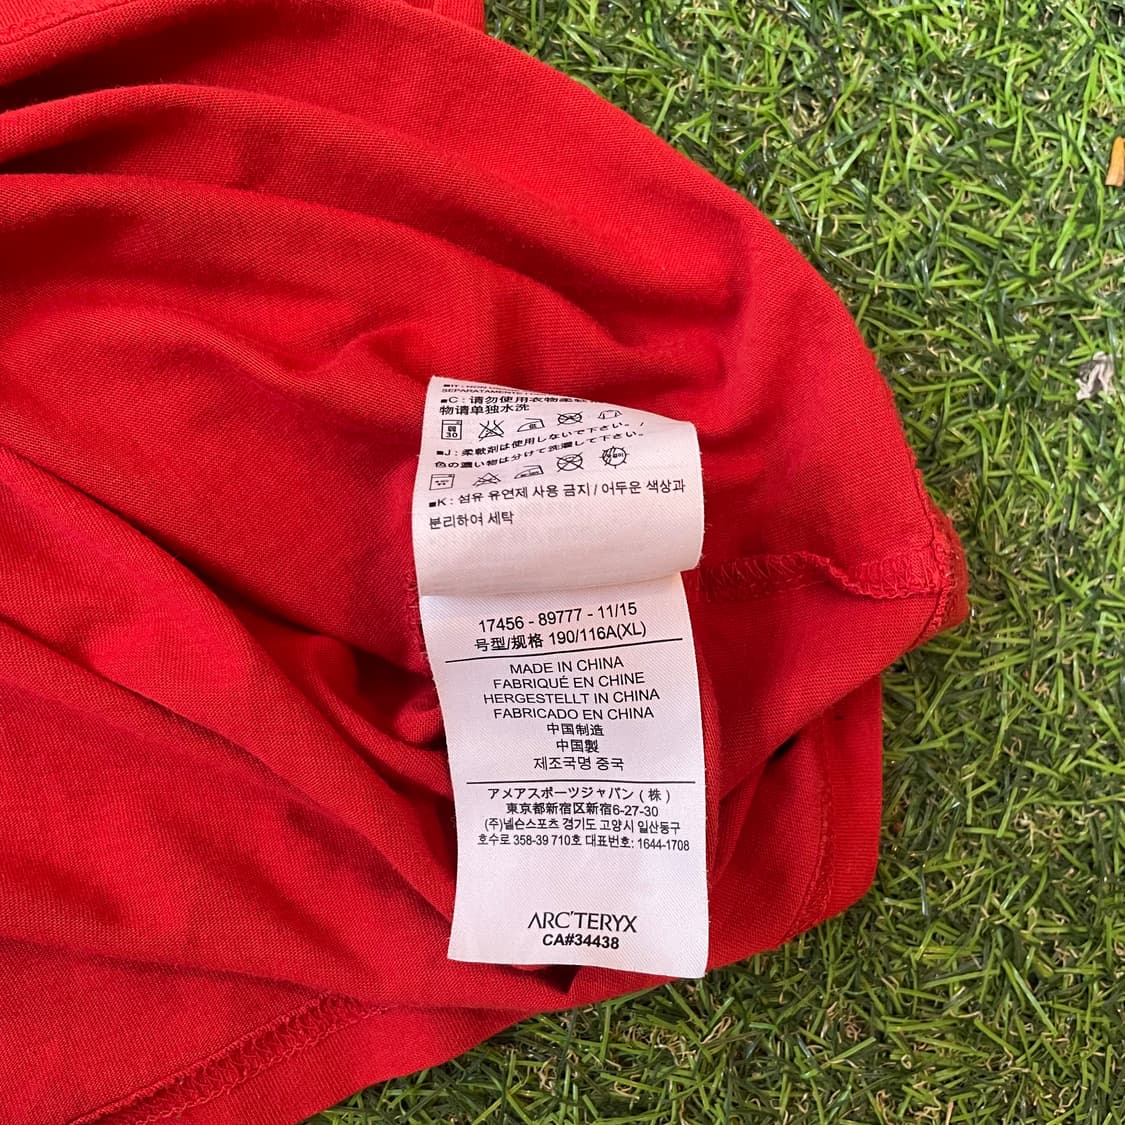 ■IT: NON
SEPARATAMENTE I
■C: 请勿使用衣物柔软
物请单独水洗
弱
30
■J: 柔軟剤は使用しないで下さい。/
色の濃い物は分けて洗濯して下さい。
■K: 섬유 유연제 사용 금지 / 어두운 색상과
분리하여 세탁
17456 - 89777 - 11/15
号型/规格 190/116A(XL)
MADE IN CHINA
FABRIQUÉ EN CHINE
HERGESTELLT IN CHINA
FABRICADO EN CHINA
中国制造
中国製
제조국명 중국
アメアスポーツジャパン (株)
東京都新宿区新宿6-27-30
(주)넬슨스포츠 경기도 고양시 일산동구
호수로 358-39 710호 대표번호: 1644-1708
ARC'TERYX
CA#34438